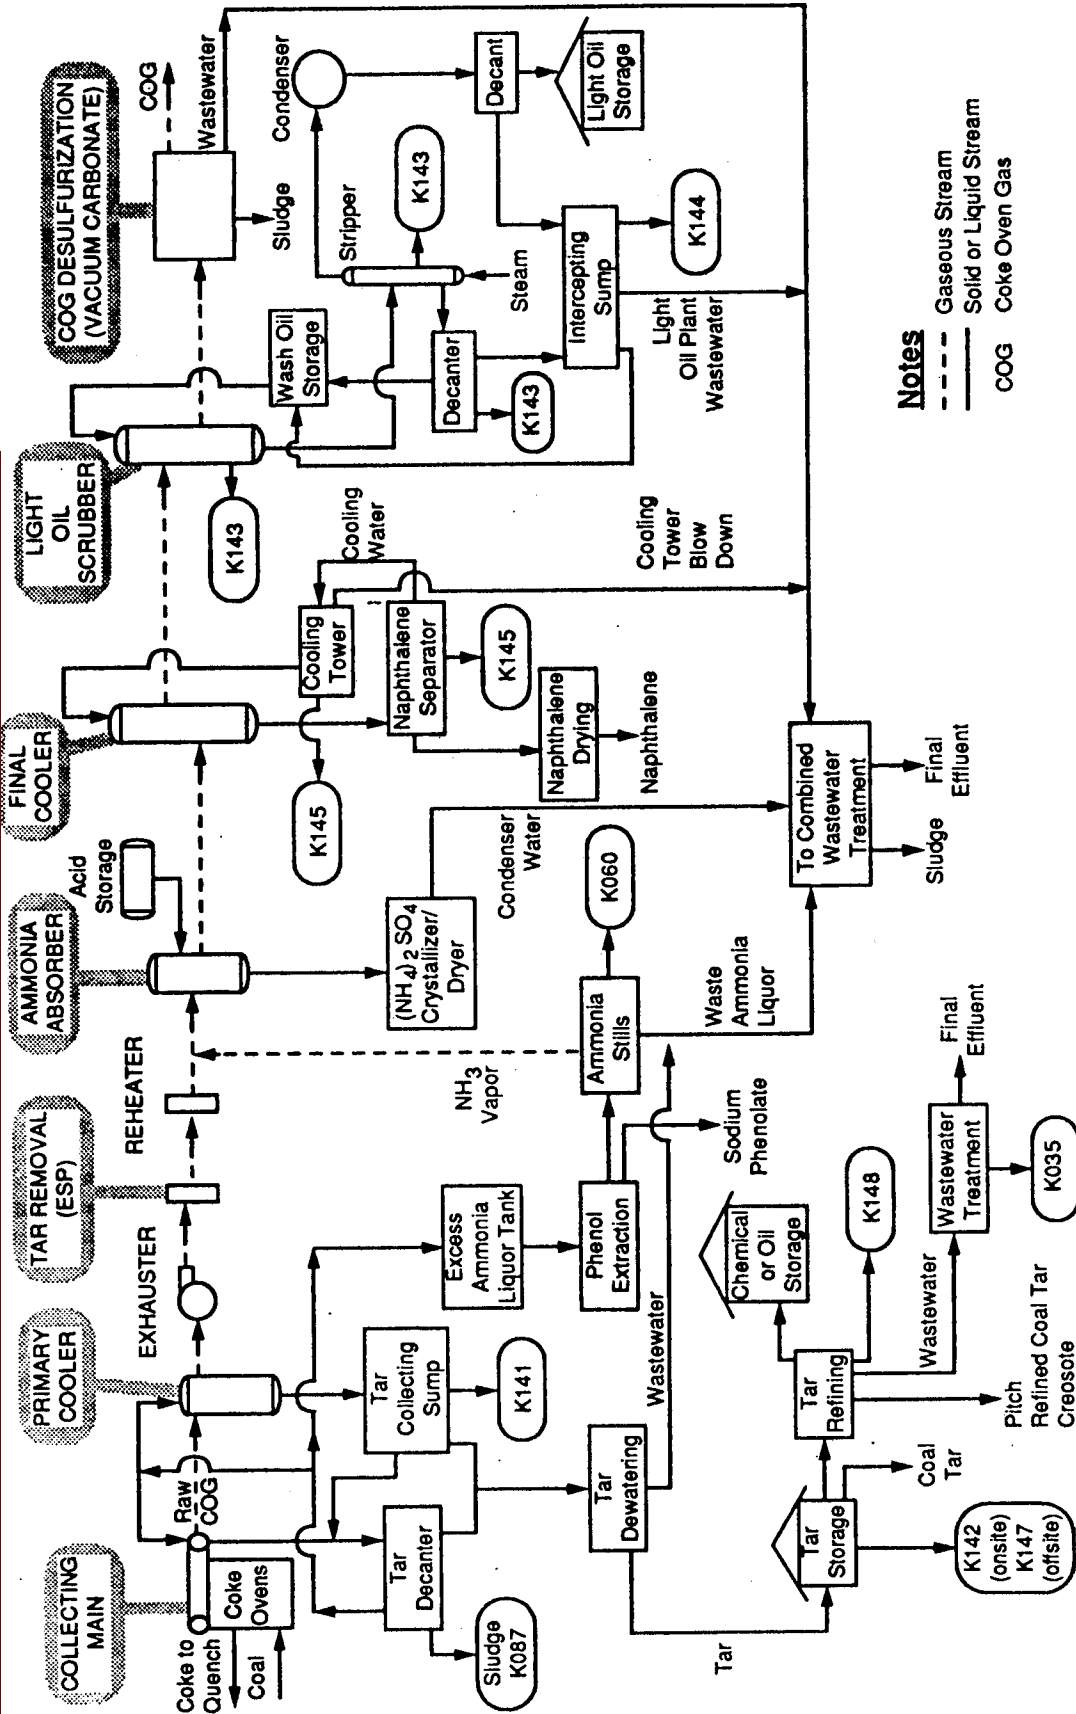 COLLECTING
MAIN
PRIMARY
COOLER
TAR REMOVAL
(ESP)
AMMONIA
ABSORBER
FINAL
COOLER
LIGHT
OIL
SCRUBBER
COG DESULFURIZATION
(VACUUM CARBONATE)
EXHAUSTER
REHEATER
Acid
Storage
COG
Wastewater
Sludge
Condenser
Raw
COG
Coke to
Quench
Coal
Coke
Ovens
Tar
Decanter
Sludge
K087
Tar
Collecting
Sump
K141
Excess
Ammonia
Liquor Tank
Phenol
Extraction
Sodium
Phenolate
NH3
Vapor
Ammonia
Stills
K060
Waste
Ammonia
Liquor
(NH4)2SO4
Crystallizer/
Dryer
Condenser
Water
K145
Cooling
Tower
Cooling
Water
Naphthalene
Separator
K145
Naphthalene
Drying
Naphthalene
Cooling
Tower
Blow
Down
K143
Wash Oil
Storage
Stripper
K143
Steam
Decanter
K143
Decant
Light Oil
Storage
Intercepting
Sump
K144
Light
Oil Plant
Wastewater
Tar
Dewatering
Wastewater
Tar
Tar
Storage
K142
(onsite)
K147
(offsite)
Coal
Tar
Tar
Refining
Chemical
or Oil
Storage
K148
Pitch
Refined Coal Tar
Creosote
Wastewater
Wastewater
Treatment
Final
Effluent
K035
To Combined
Wastewater
Treatment
Sludge
Final
Effluent
Notes
Gaseous Stream
Solid or Liquid Stream
COG Coke Oven Gas